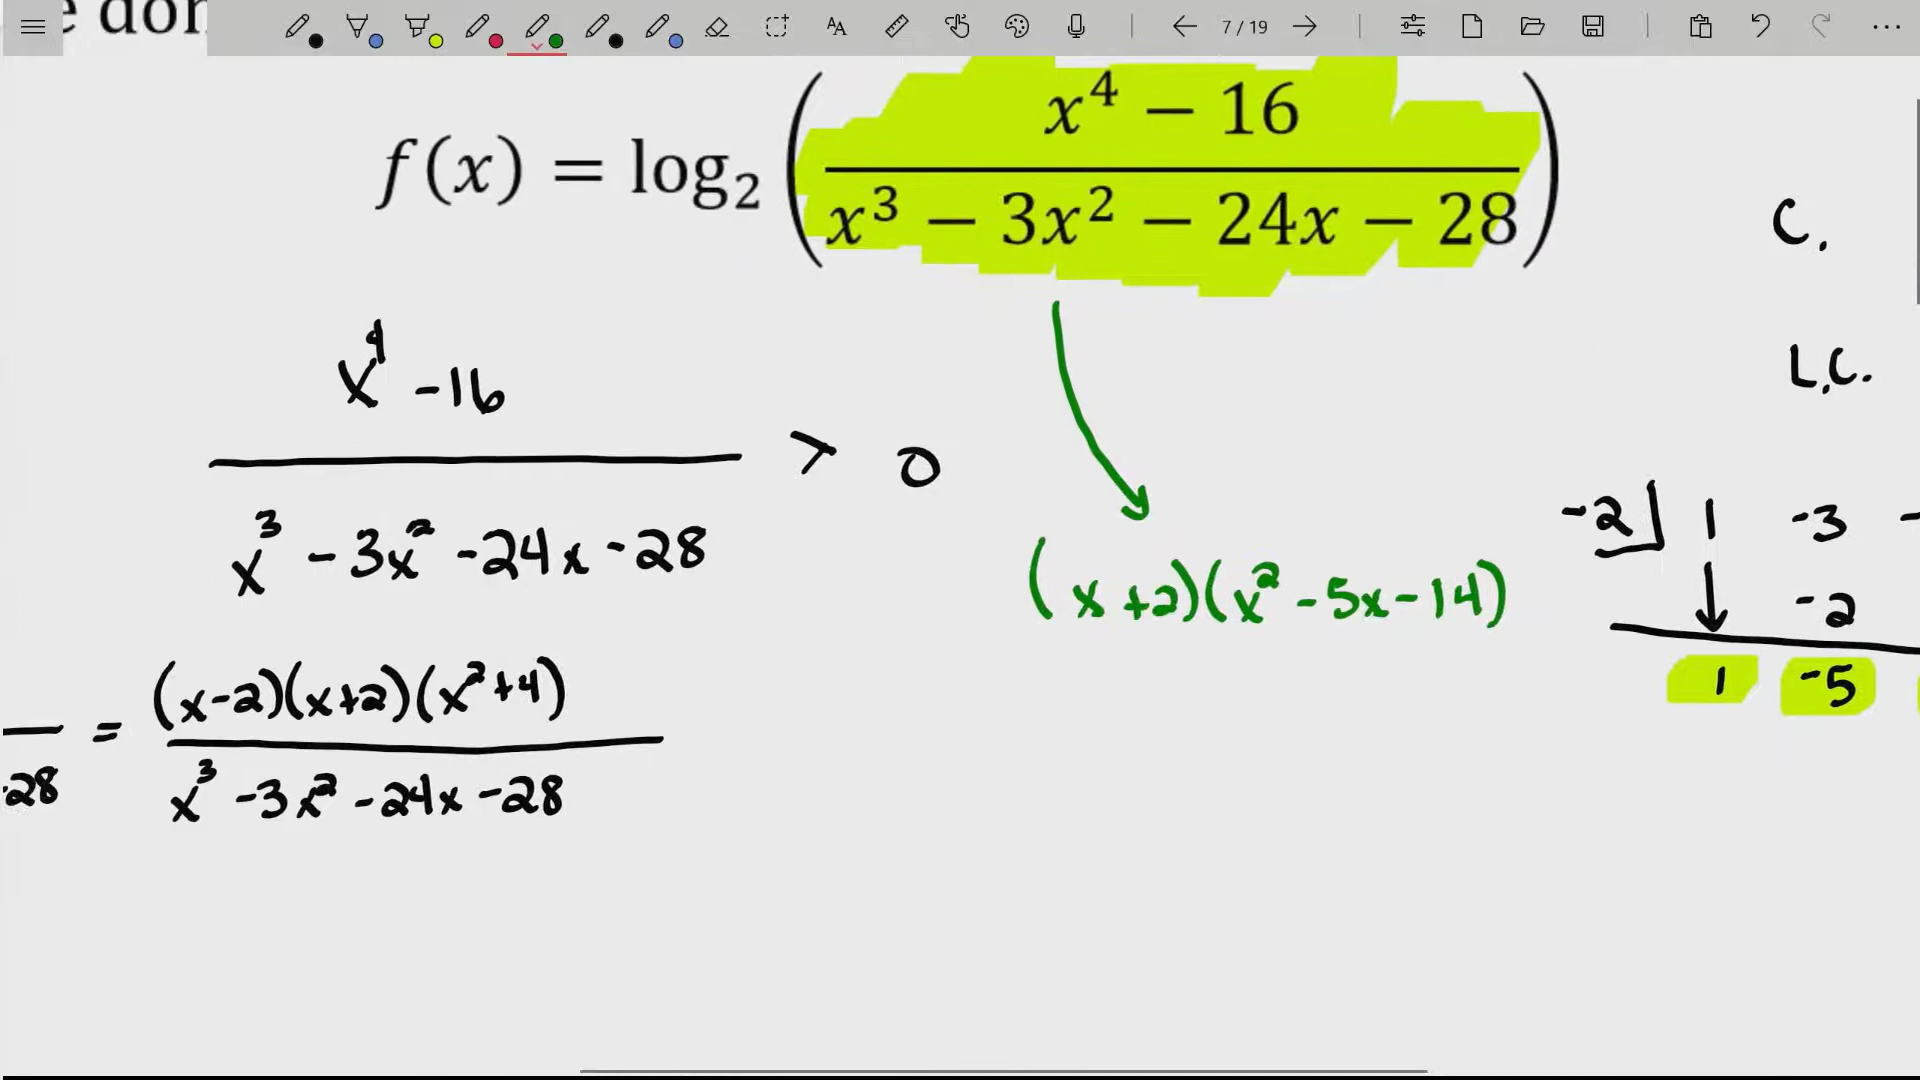 e don
7 / 19
f(x) = log₂ ( (x⁴ − 16) / (x³ − 3x² − 24x − 28) )
C.
x⁴ -16
L.C.
> 0
x³ - 3x² -24x -28
-2 | 1 -3 -
(x+2)(x² -5x-14)
-2
1 -5
= (x-2)(x+2)(x²+4)
-28
x³ -3x² -24x -28